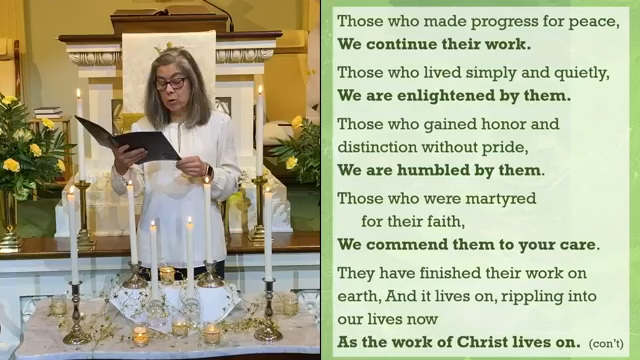 Those who made progress for peace,
We continue their work.
Those who lived simply and quietly,
We are enlightened by them.
Those who gained honor and
distinction without pride,
We are humbled by them.
Those who were martyred
for their faith,
We commend them to your care.
They have finished their work on
earth, And it lives on, rippling into
our lives now
As the work of Christ lives on. (con't)